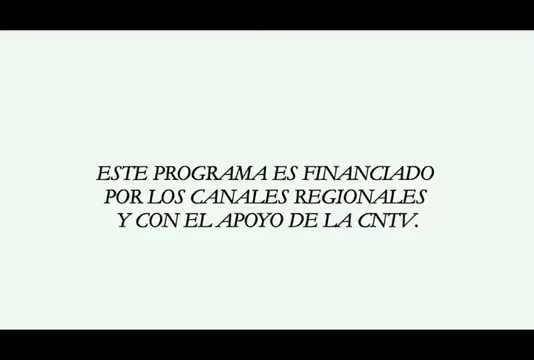 ESTE PROGRAMA ES FINANCIADO
POR LOS CANALES REGIONALES
Y CON EL APOYO DE LA CNTV.